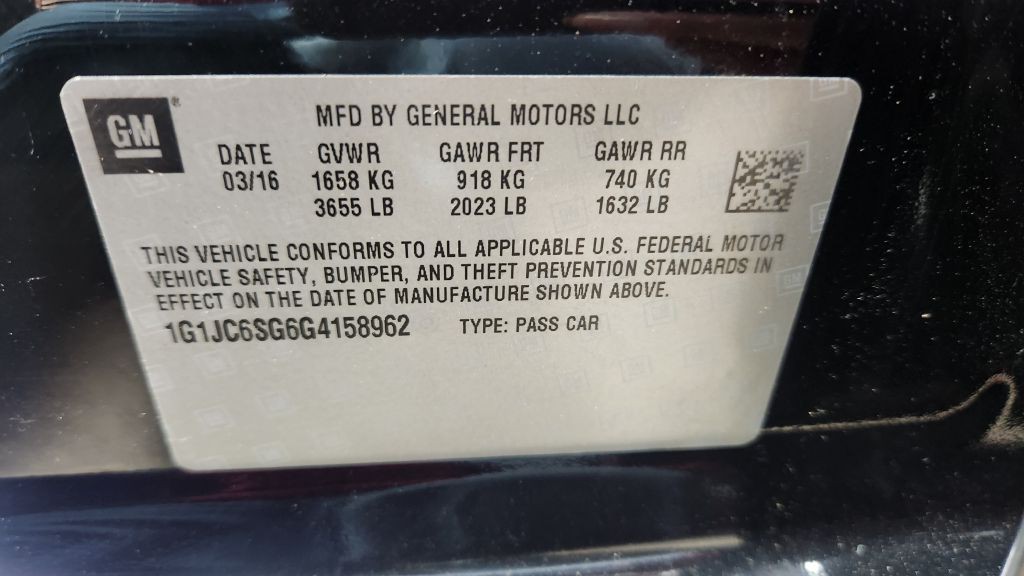 GM®
MFD BY GENERAL MOTORS LLC
DATE GVWR GAWR FRT GAWR RR
03/16 1658 KG 918 KG 740 KG
3655 LB 2023 LB 1632 LB
THIS VEHICLE CONFORMS TO ALL APPLICABLE U.S. FEDERAL MOTOR
VEHICLE SAFETY, BUMPER, AND THEFT PREVENTION STANDARDS IN
EFFECT ON THE DATE OF MANUFACTURE SHOWN ABOVE.
1G1JC6SG6G4158962 TYPE: PASS CAR